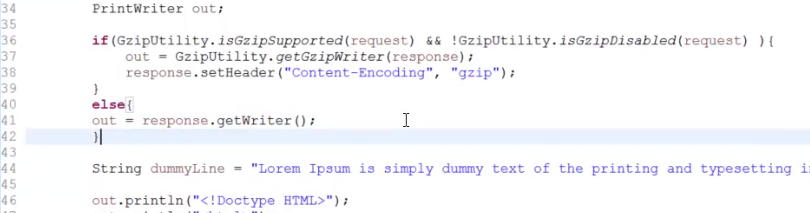 34 PrintWriter out;
35
36 if(GzipUtility.isGzipSupported(request) && !GzipUtility.isGzipDisabled(request) ){
37 out = GzipUtility.getGzipWriter(response);
38 response.setHeader("Content-Encoding", "gzip");
39 }
40 else{
41 out = response.getWriter();
42 }
43
44 String dummyLine = "Lorem Ipsum is simply dummy text of the printing and typesetting
45
46 out.println("<!Doctype HTML>");